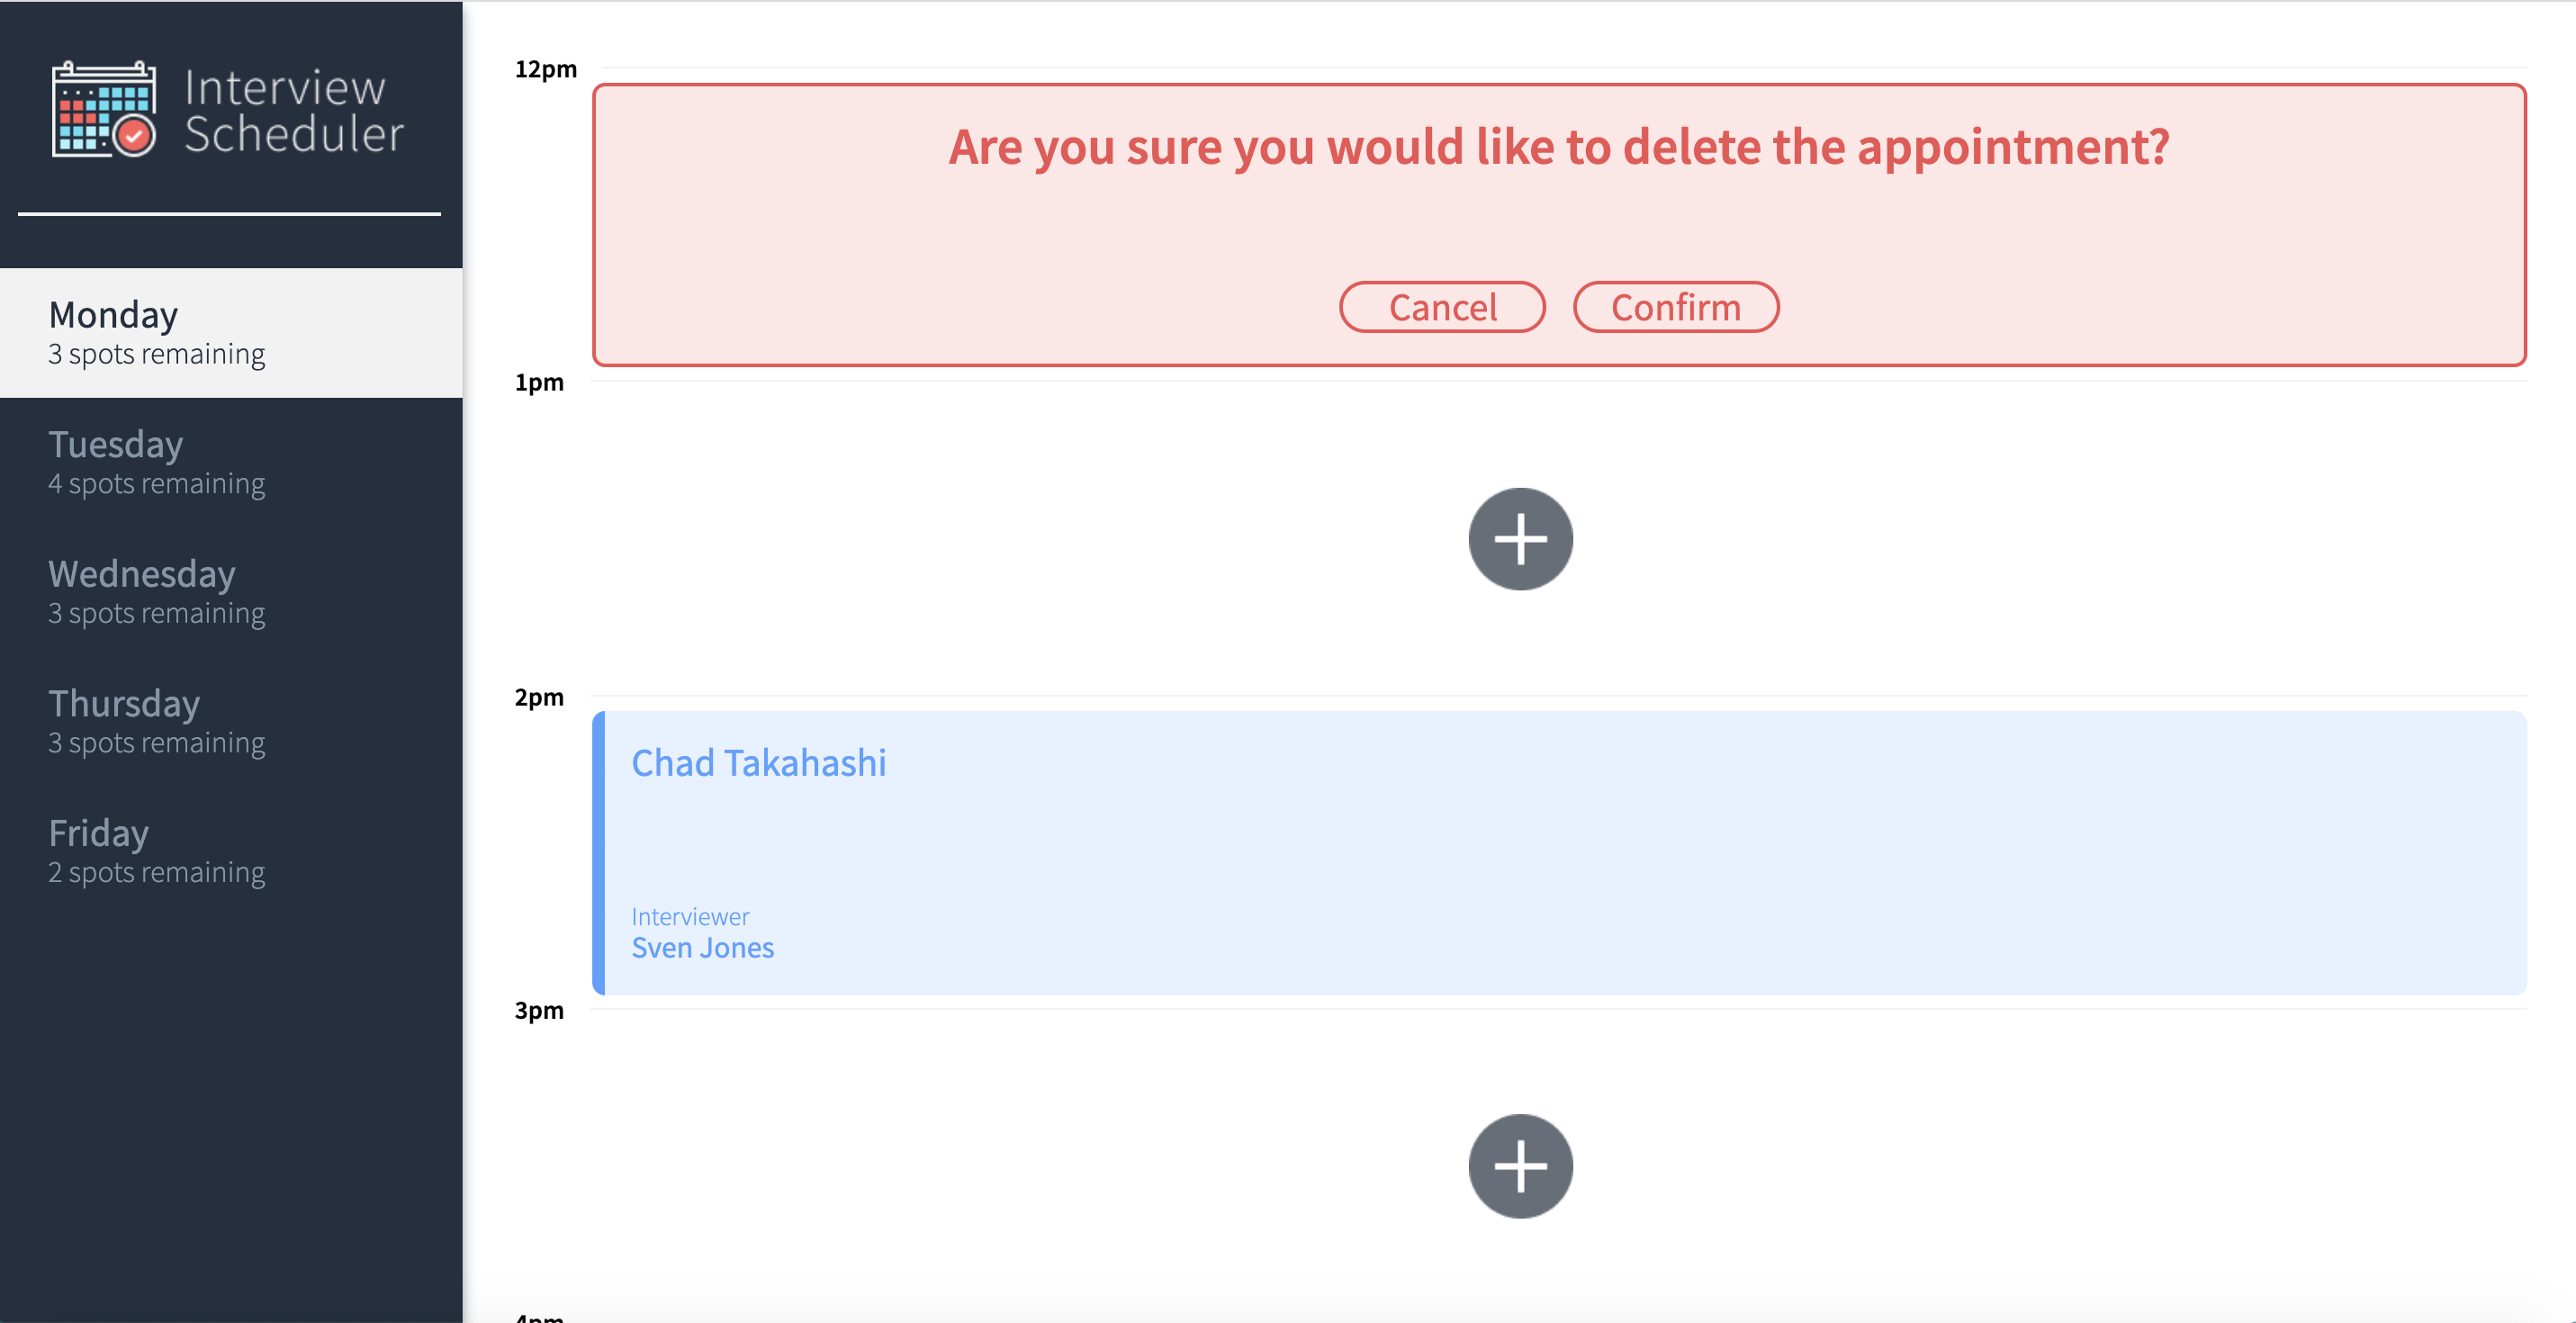 Interview
Scheduler
Monday
3 spots remaining
Tuesday
4 spots remaining
Wednesday
3 spots remaining
Thursday
3 spots remaining
Friday
2 spots remaining
12pm
Are you sure you would like to delete the appointment?
Cancel Confirm
1pm
2pm
Chad Takahashi
Interviewer
Sven Jones
3pm
4pm